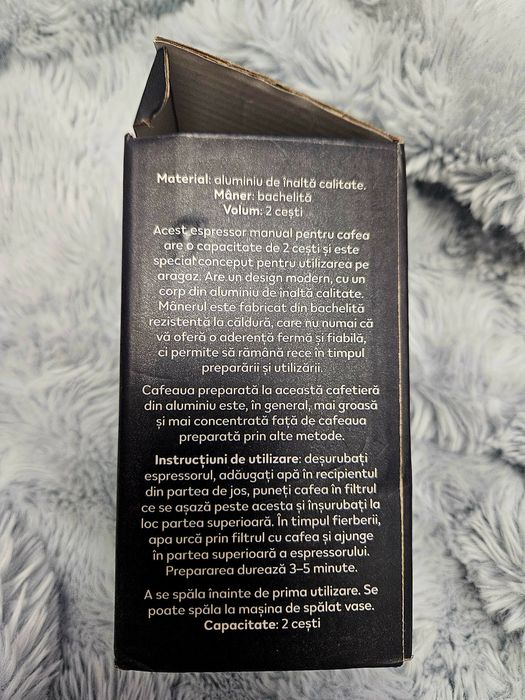 Material: aluminiu de înaltă calitate.
Mâner: bachelită
Volum: 2 cești
Acest espressor manual pentru cafea
are o capacitate de 2 cești și este
special conceput pentru utilizarea pe
aragaz. Are un design modern, cu un
corp din aluminiu de înaltă calitate.
Mânerul este fabricat din bachelită
rezistentă la căldură, care nu numai că
vă oferă o aderență fermă și fiabilă,
ci permite să rămână rece în timpul
preparării și utilizării.
Cafeaua preparată la această cafetieră
din aluminiu este, în general, mai groasă
și mai concentrată față de cafeaua
preparată prin alte metode.
Instrucțiuni de utilizare: deșurubați
espressorul, adăugați apă în recipientul
din partea de jos, puneți cafea în filtrul
ce se așază peste acesta și înșurubați la
loc partea superioară. În timpul fierberii,
apa urcă prin filtrul cu cafea și ajunge
în partea superioară a espressorului.
Prepararea durează 3–5 minute.
A se spăla înainte de prima utilizare. Se
poate spăla la mașina de spălat vase.
Capacitate: 2 cești